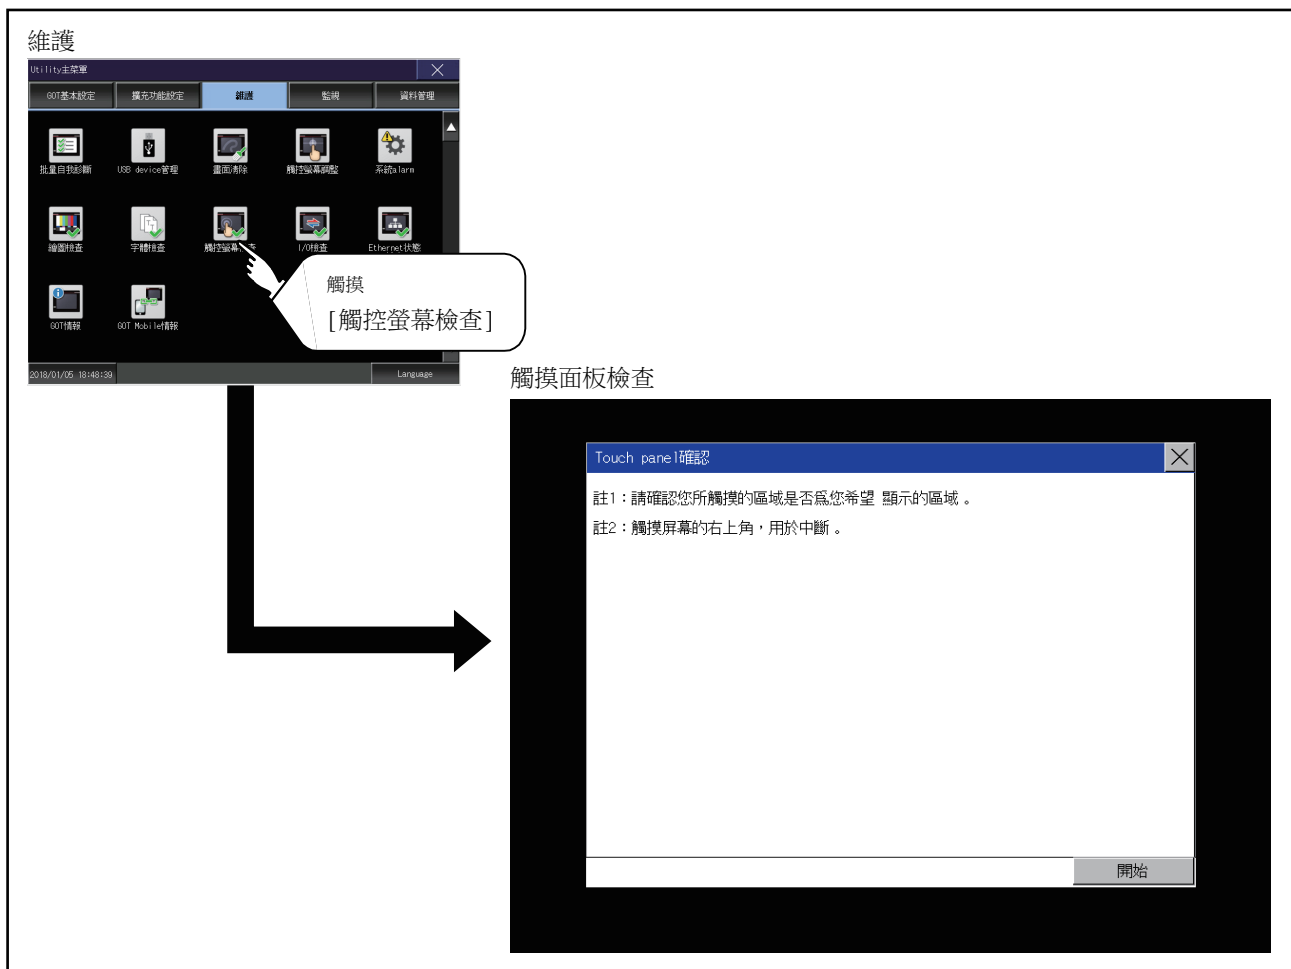 維護
Utility主菜單
GOT基本設定 擴充功能設定 維護 監視 資料管理
批量自我診斷 USB device管理 畫面清除 觸控螢幕調整 系統alarm
繪圖檢查 字體檢查 觸控螢幕 查 I/O檢查 Ethernet狀態
觸摸
[觸控螢幕檢查]
GOT情報 GOT Mobile情報
2018/01/05 18:48:39 Language
觸摸面板檢查
Touch panel確認
註1：請確認您所觸摸的區域是否爲您希望 顯示的區域。
註2：觸摸屏幕的右上角，用於中斷。
開始